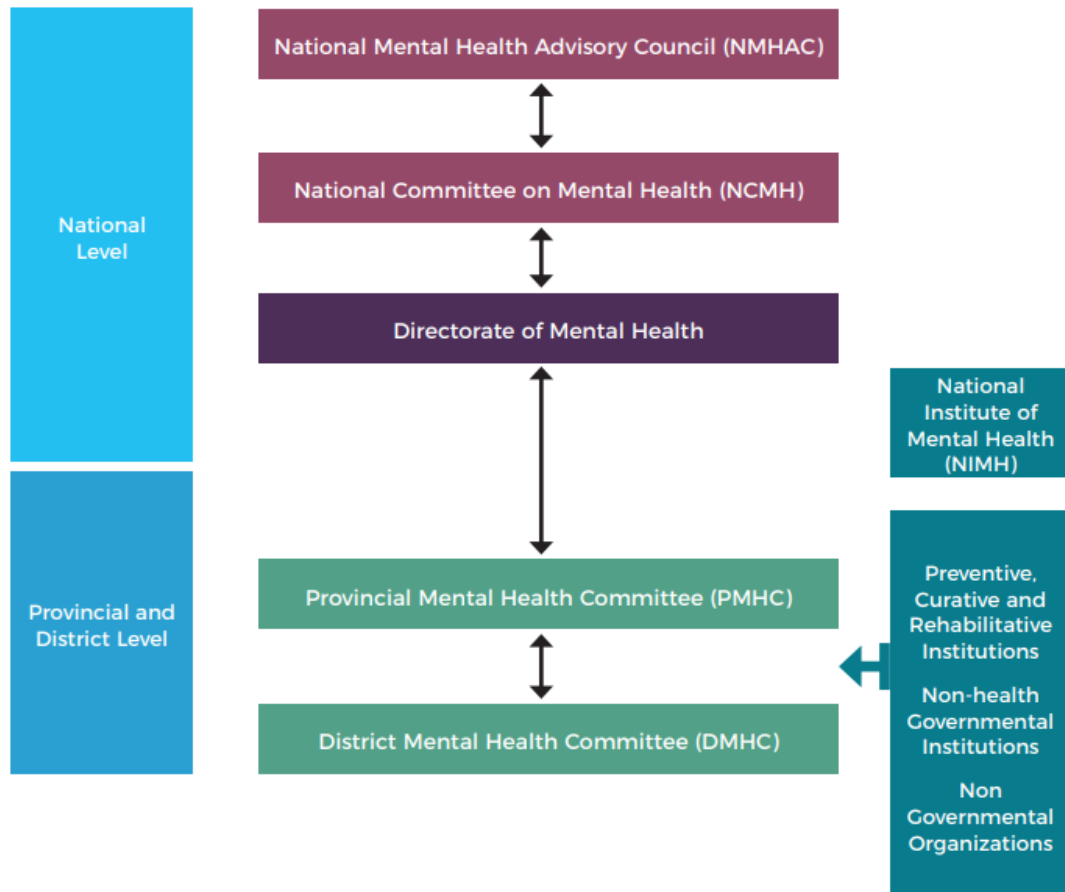 National Mental Health Advisory Council (NMHAC)
National Committee on Mental Health (NCMH)
National
Level
Directorate of Mental Health
National
Institute of
Mental Health
(NIMH)
Provincial Mental Health Committee (PMHC)
Provincial and
District Level
District Mental Health Committee (DMHC)
Preventive,
Curative and
Rehabilitative
Institutions
Non-health
Governmental
Institutions
Non
Governmental
Organizations